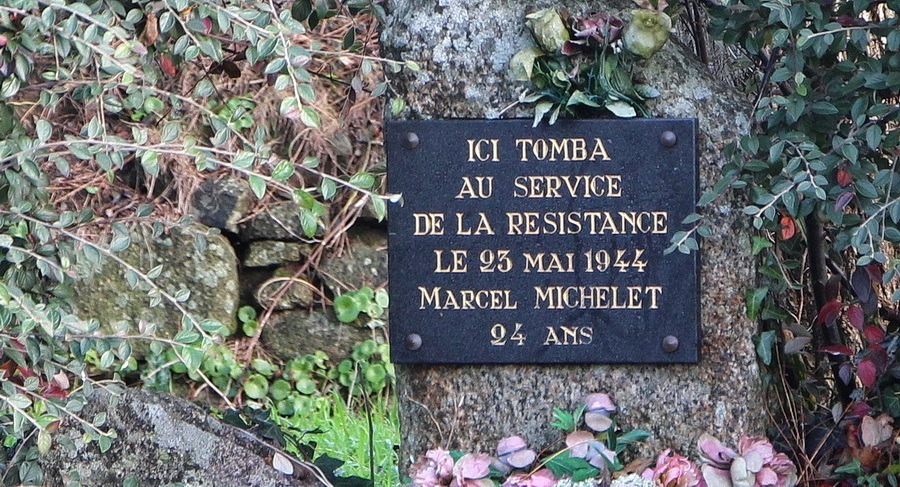 ICI TOMBA
AU SERVICE
DE LA RESISTANCE
LE 23 MAI 1944
MARCEL MICHELET
24 ANS